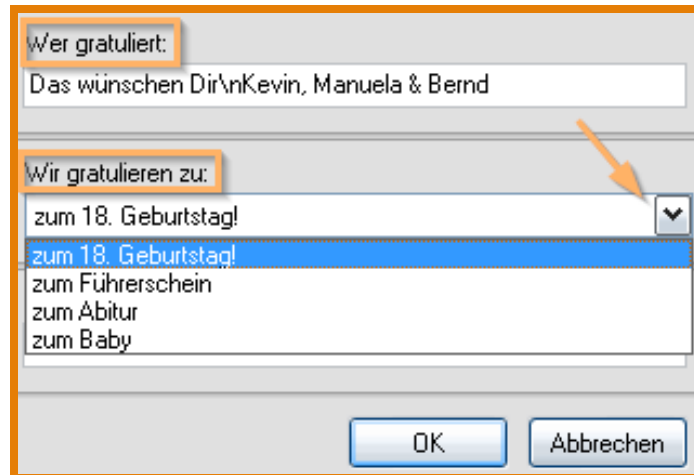 Wer gratuliert:
Das wünschen Dir\nKevin, Manuela & Bernd
Wir gratulieren zu:
zum 18. Geburtstag!
zum 18. Geburtstag!
zum Führerschein
zum Abitur
zum Baby
OK Abbrechen